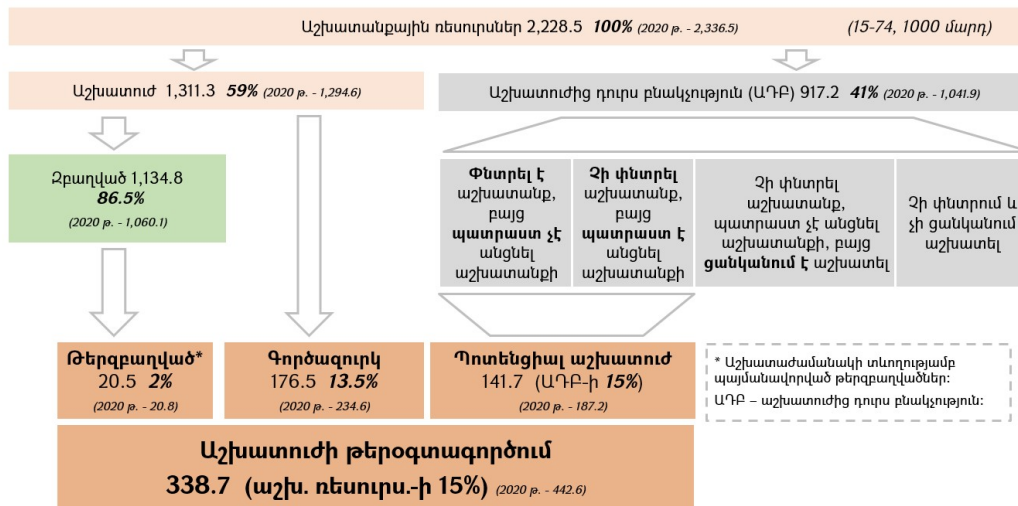 Աշխատանքային ռեսուրսներ 2,228.5 100% (2020 թ. - 2,336.5) (15-74, 1000 մարդ)
Աշխատուժ 1,311.3 59% (2020 թ. - 1,294.6)
Աշխատուժից դուրս բնակչություն (ԱԴԲ) 917.2 41% (2020 թ. - 1,041.9)
Զբաղված 1,134.8
86.5%
(2020 թ. - 1,060.1)
Փնտրել է
աշխատանք,
բայց
պատրաստ չէ
անցնել
աշխատանքի
Չի փնտրել
աշխատանք,
բայց
պատրաստ է
անցնել
աշխատանքի
Չի փնտրել
աշխատանք,
պատրաստ չէ անցնել
աշխատանքի, բայց
ցանկանում է աշխատել
Չի փնտրում և
չի ցանկանում
աշխատել
Թերզբաղված*
20.5 2%
(2020 թ. - 20.8)
Գործազուրկ
176.5 13.5%
(2020 թ. - 234.6)
Պոտենցիալ աշխատուժ
141.7 (ԱԴԲ-ի 15%)
(2020 թ. - 187.2)
* Աշխատաժամանակի տևողությամբ
պայմանավորված թերզբաղվածներ:
ԱԴԲ – աշխատուժից դուրս բնակչություն:
Աշխատուժի թերօգտագործում
338.7 (աշխ. ռեսուրս.-ի 15%) (2020 թ. - 442.6)